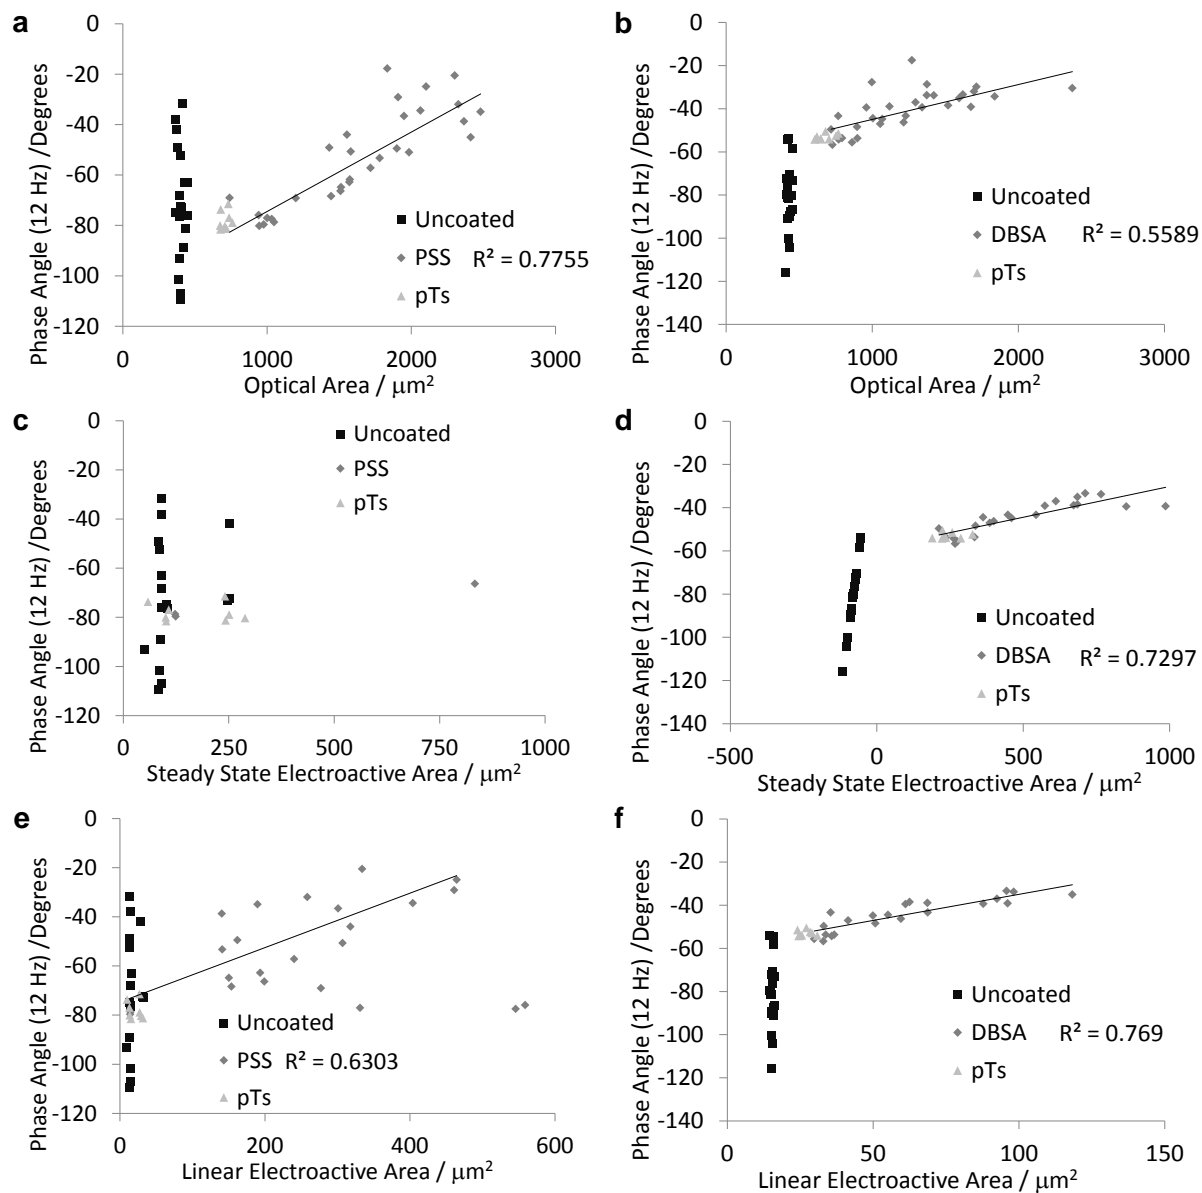 a
0
-20
-40
-60
-80
-100
-120
Phase Angle (12 Hz) /Degrees
Uncoated
PSS R² = 0.7755
pTs
0 1000 2000 3000
Optical Area / μm²
b
0
-20
-40
-60
-80
-100
-120
-140
Phase Angle (12 Hz) /Degrees
Uncoated
DBSA R² = 0.5589
pTs
0 1000 2000 3000
Optical Area / μm²
c
0
-20
-40
-60
-80
-100
-120
Phase Angle (12 Hz) /Degrees
Uncoated
PSS
pTs
0 250 500 750 1000
Steady State Electroactive Area / μm²
d
0
-20
-40
-60
-80
-100
-120
-140
Phase Angle (12 Hz) /Degrees
Uncoated
DBSA R² = 0.7297
pTs
-500 0 500 1000
Steady State Electroactive Area / μm²
e
0
-20
-40
-60
-80
-100
-120
Phase Angle (12 Hz) /Degrees
Uncoated
PSS R² = 0.6303
pTs
0 200 400 600
Linear Electroactive Area / μm²
f
0
-20
-40
-60
-80
-100
-120
-140
Phase Angle (12 Hz) /Degrees
Uncoated
DBSA R² = 0.769
pTs
0 50 100 150
Linear Electroactive Area / μm²